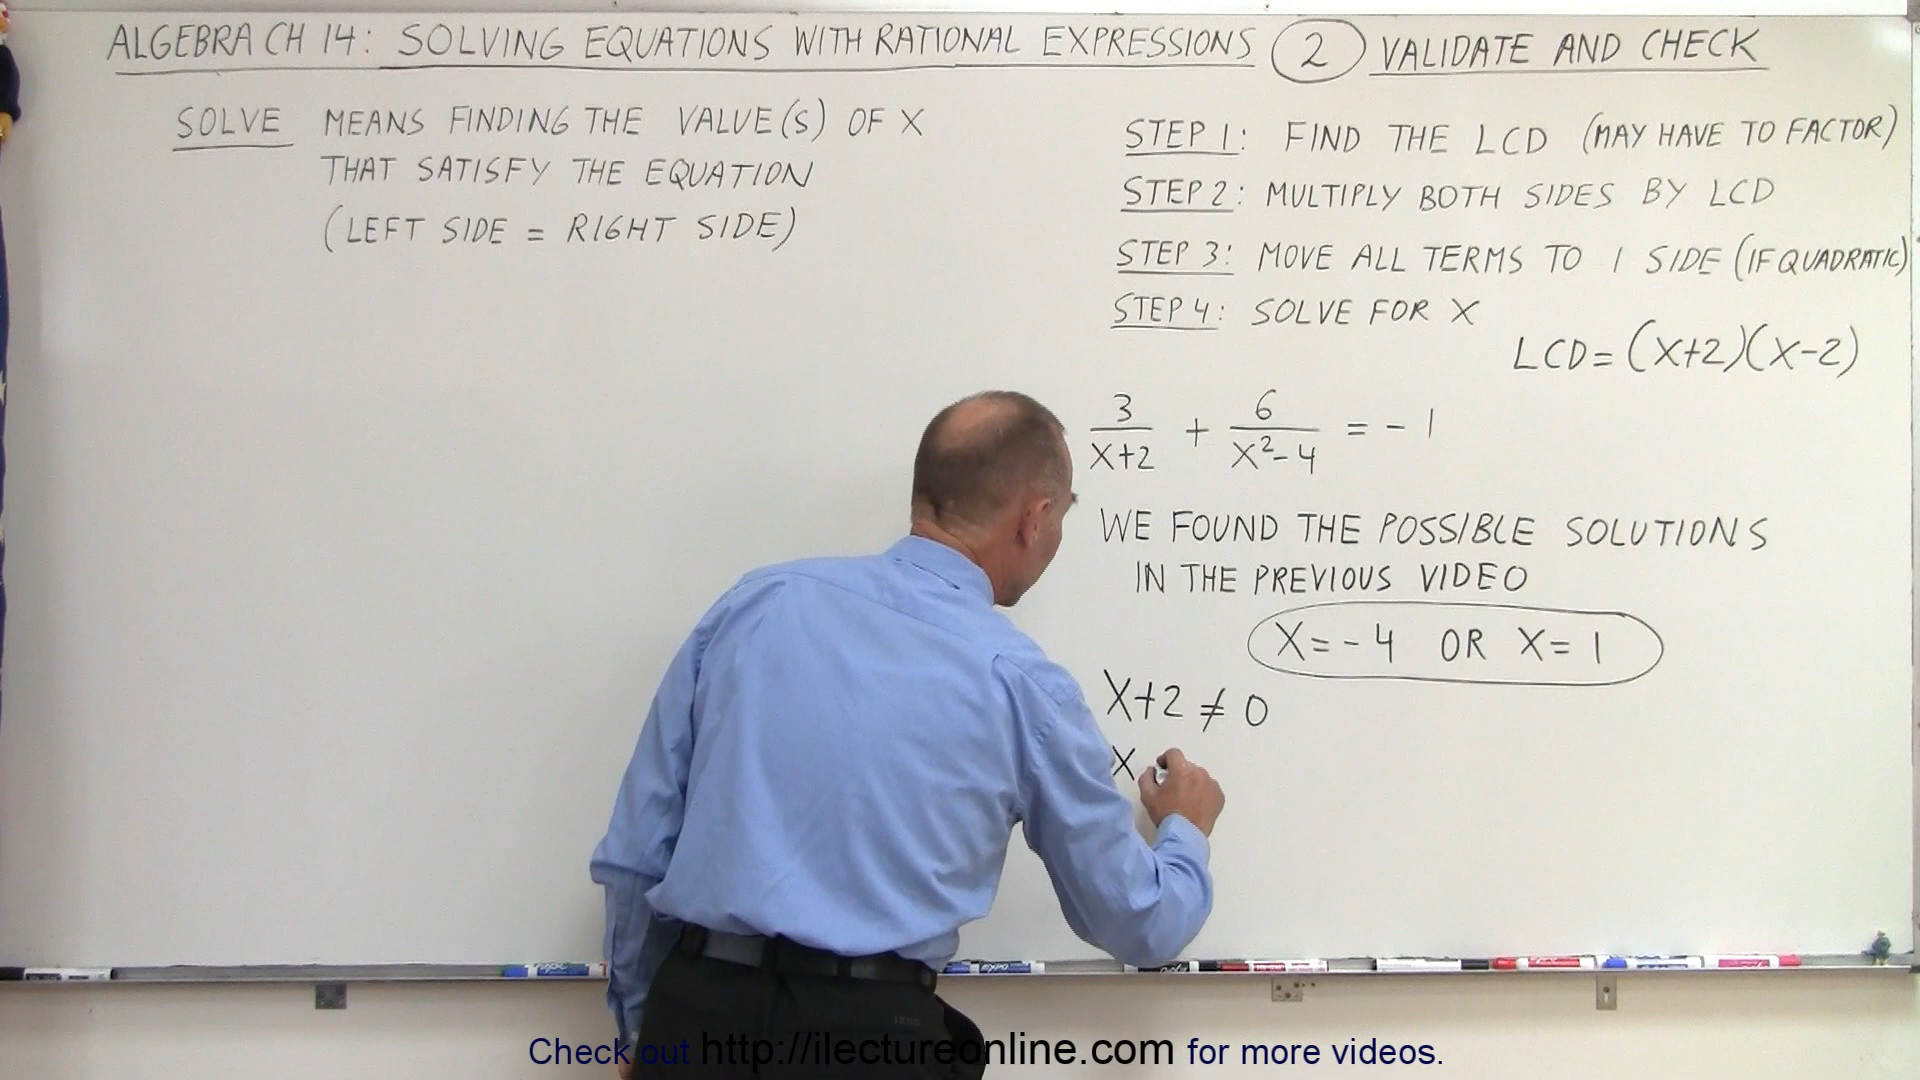 ALGEBRA CH 14: SOLVING EQUATIONS WITH RATIONAL EXPRESSIONS 2 VALIDATE AND CHECK
SOLVE MEANS FINDING THE VALUE(S) OF X
THAT SATISFY THE EQUATION
(LEFT SIDE = RIGHT SIDE)
STEP 1: FIND THE LCD (MAY HAVE TO FACTOR)
STEP 2: MULTIPLY BOTH SIDES BY LCD
STEP 3: MOVE ALL TERMS TO 1 SIDE (IF QUADRATIC)
STEP 4: SOLVE FOR X
LCD = (X+2)(X-2)
3/(X+2) + 6/(X²-4) = -1
WE FOUND THE POSSIBLE SOLUTIONS
IN THE PREVIOUS VIDEO
X = -4 OR X = 1
X+2 ≠ 0
X
Check out http://ilectureonline.com for more videos.